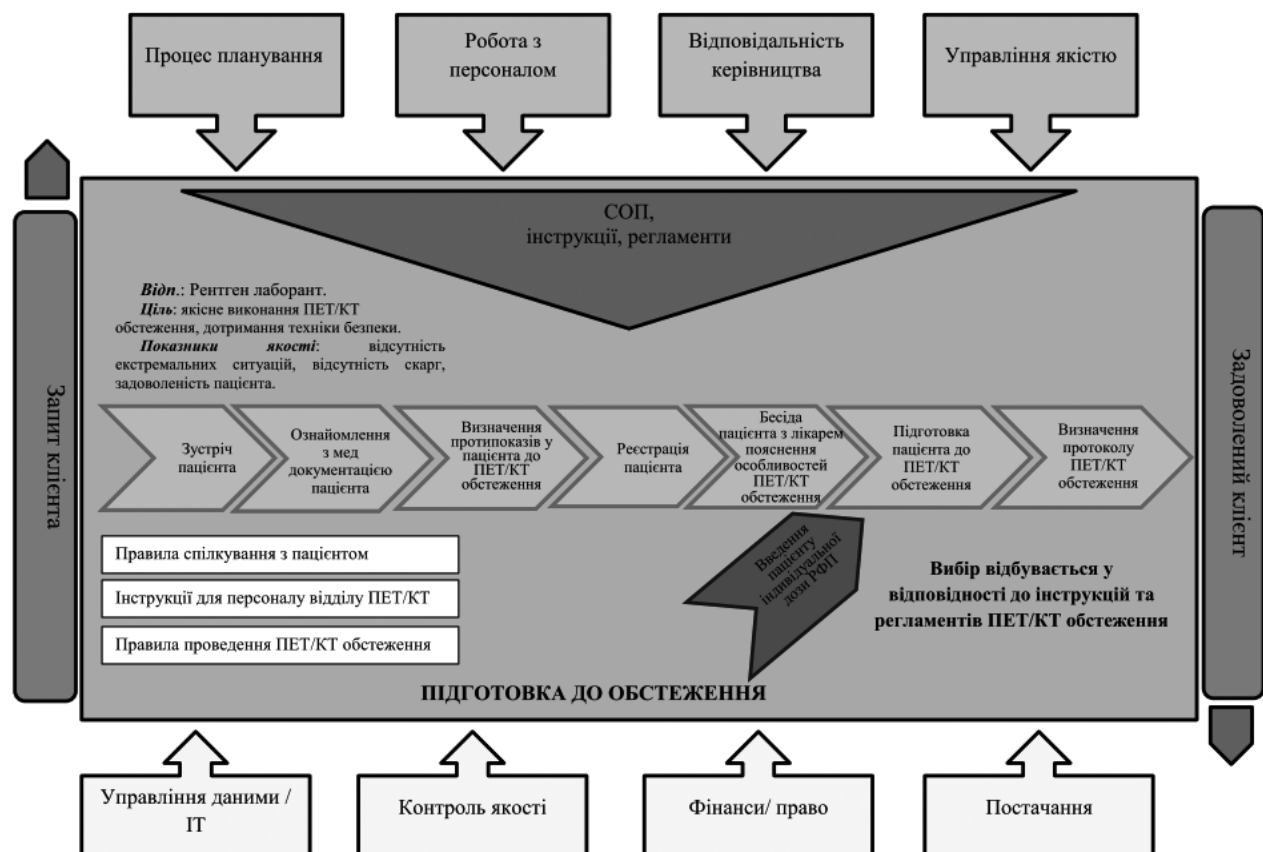 Процес планування
Робота з
персоналом
Відповідальність
керівництва
Управління якістю
СОП,
інструкції, регламенти
Відп.: Рентген лаборант.
Ціль: якісне виконання ПЕТ/КТ
обстеження, дотримання техніки безпеки.
Показники якості: відсутність
екстремальних ситуацій, відсутність скарг,
задоволеність пацієнта.
Запит клієнта
Зустріч
пацієнта
Ознайомлення
з мед
документацією
пацієнта
Визначення
протипоказів у
пацієнта до
ПЕТ/КТ
обстеження
Реєстрація
пацієнта
Бесіда
пацієнта з лікарем
пояснення
особливостей
ПЕТ/КТ
обстеження
Підготовка
пацієнта до
ПЕТ/КТ
обстеження
Визначення
протоколу
ПЕТ/КТ
обстеження
Задоволений клієнт
Правила спілкування з пацієнтом
Інструкції для персоналу відділу ПЕТ/КТ
Правила проведення ПЕТ/КТ обстеження
Введення
пацієнту
індивідуальної
дози РФП
Вибір відбувається у
відповідності до інструкцій та
регламентів ПЕТ/КТ обстеження
ПІДГОТОВКА ДО ОБСТЕЖЕННЯ
Управління даними /
ІТ
Контроль якості
Фінанси/ право
Постачання